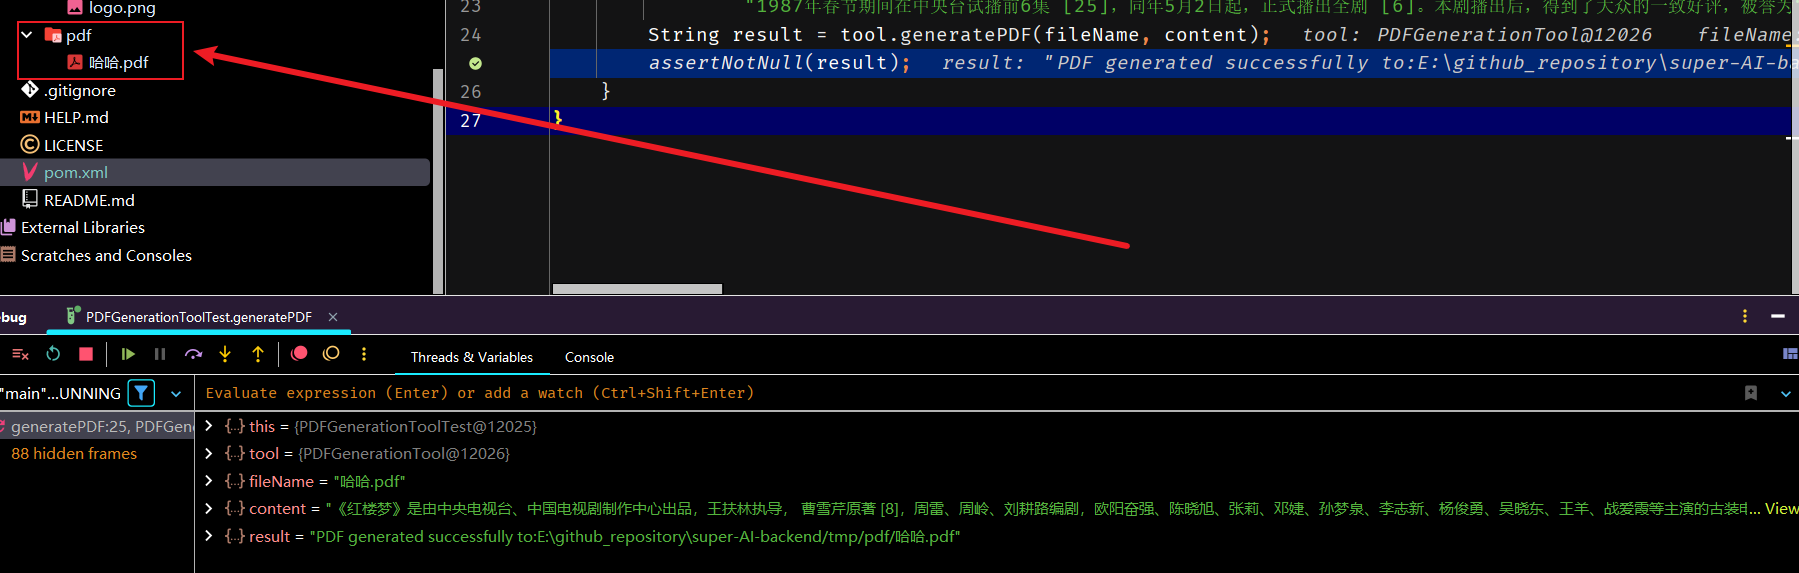 logo.png
pdf
哈哈.pdf
.gitignore
HELP.md
LICENSE
pom.xml
README.md
External Libraries
Scratches and Consoles
23 "1987年春节期间在中央台试播前6集 [25], 同年5月2日起, 正式播出全剧 [6]。本剧播出后, 得到了大众的一致好评, 被誉为
24 String result = tool.generatePDF(fileName, content); tool: PDFGenerationTool@12026 fileName:
assertNotNull(result); result: "PDF generated successfully to:E:\github_repository\super-AI-ba
26 }
27 }
bug PDFGenerationToolTest.generatePDF
Threads & Variables Console
"main"...UNNING
Evaluate expression (Enter) or add a watch (Ctrl+Shift+Enter)
generatePDF:25, PDFGen
88 hidden frames
{...} this = {PDFGenerationToolTest@12025}
{...} tool = {PDFGenerationTool@12026}
{...} fileName = "哈哈.pdf"
{...} content = "《红楼梦》是由中央电视台、中国电视剧制作中心出品，王扶林执导， 曹雪芹原著 [8]，周雷、周岭、刘耕路编剧，欧阳奋强、陈晓旭、张莉、邓婕、孙梦泉、李志新、杨俊勇、吴晓东、王羊、战爱霞等主演的古装电... View
{...} result = "PDF generated successfully to:E:\github_repository\super-AI-backend/tmp/pdf/哈哈.pdf"